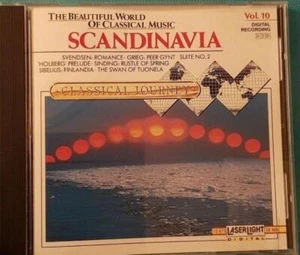 THE BEAUTIFUL WORLD
OF CLASSICAL MUSIC
Vol. 10
DIGITAL
RECORDING
SCANDINAVIA
SVENDSEN: ROMANCE · GRIEG: PEER GYNT SUITE NO. 2
'HOLBERG' PRELUDE · SINDING: RUSTLE OF SPRING
SIBELIUS: FINLANDIA · THE SWAN OF TUONELA
CLASSICAL JOURNEY
LASERLIGHT
DIGITAL